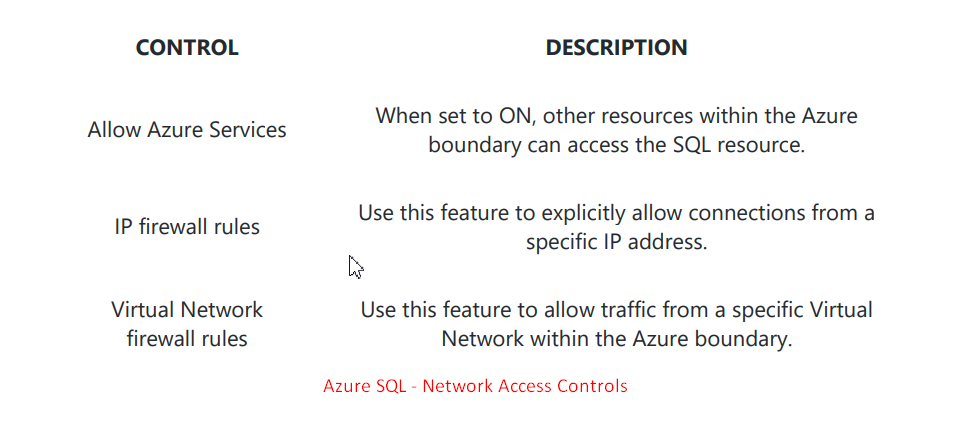 CONTROL DESCRIPTION
Allow Azure Services
When set to ON, other resources within the Azure
boundary can access the SQL resource.
IP firewall rules
Use this feature to explicitly allow connections from a
specific IP address.
Virtual Network
firewall rules
Use this feature to allow traffic from a specific Virtual
Network within the Azure boundary.
Azure SQL - Network Access Controls